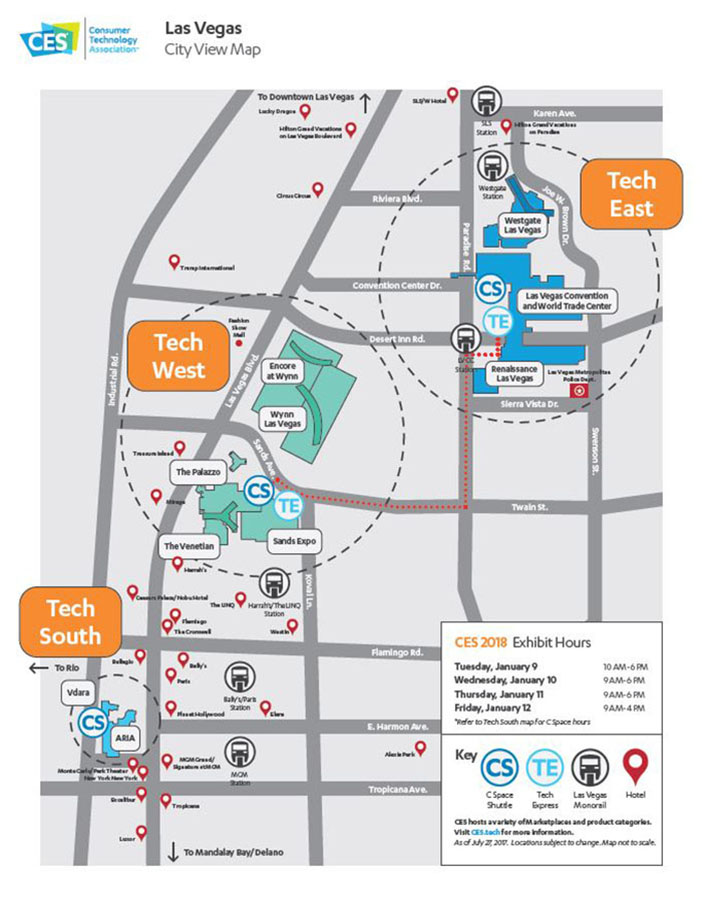 CES
Consumer
Technology
Association
Las Vegas
City View Map
To Downtown Las Vegas
SLS/W Hotel
Lucky Dragon
Hilton Grand Vacations
on Las Vegas Boulevard
SLS
Station
Karen Ave.
Hilton Grand Vacations
on Paradise
Tech
East
Westgate
Station
Joe W. Brown Dr.
Circus Circus
Riviera Blvd.
Westgate
Las Vegas
Paradise Rd.
Trump International
Convention Center Dr.
CS
Las Vegas Convention
and World Trade Center
TE
Fashion
Show
Mall
Desert Inn Rd.
Tech
West
LVCC
Station
Encore
at Wynn
Renaissance
Las Vegas
Las Vegas Metropolitan
Police Dept.
Industrial Rd.
Las Vegas Blvd.
Wynn
Las Vegas
Sierra Vista Dr.
Swenson St.
Treasure Island
Sands Ave.
The Palazzo
CS
TE
Mirage
Twain St.
The Venetian
Sands Expo
Harrah's
Koval Ln.
Caesars Palace/Nobu Hotel
The LINQ
Harrah's/The LINQ
Station
Tech
South
Flamingo
The Cromwell
Westin
Flamingo Rd.
To Rio
Bellagio
Bally's
Paris
Bally's/Paris
Station
Vdara
CS
ARIA
Planet Hollywood
Elara
E. Harmon Ave.
Alexis Park
MGM Grand/
Signature at MGM
MGM
Station
Monte Carlo/Park Theater
New York New York
Tropicana Ave.
Excalibur
Tropicana
Luxor
To Mandalay Bay/Delano
CES 2018 Exhibit Hours
Tuesday, January 9 10 AM-6 PM
Wednesday, January 10 9AM-6 PM
Thursday, January 11 9AM-6 PM
Friday, January 12 9AM-4 PM
*Refer to Tech South map for C Space hours
Key
CS
TE
C Space
Shuttle
Tech
Express
Las Vegas
Monorail
Hotel
CES hosts a variety of Marketplaces and product categories.
Visit CES.tech for more information.
As of July 27, 2017. Locations subject to change. Map not to scale.